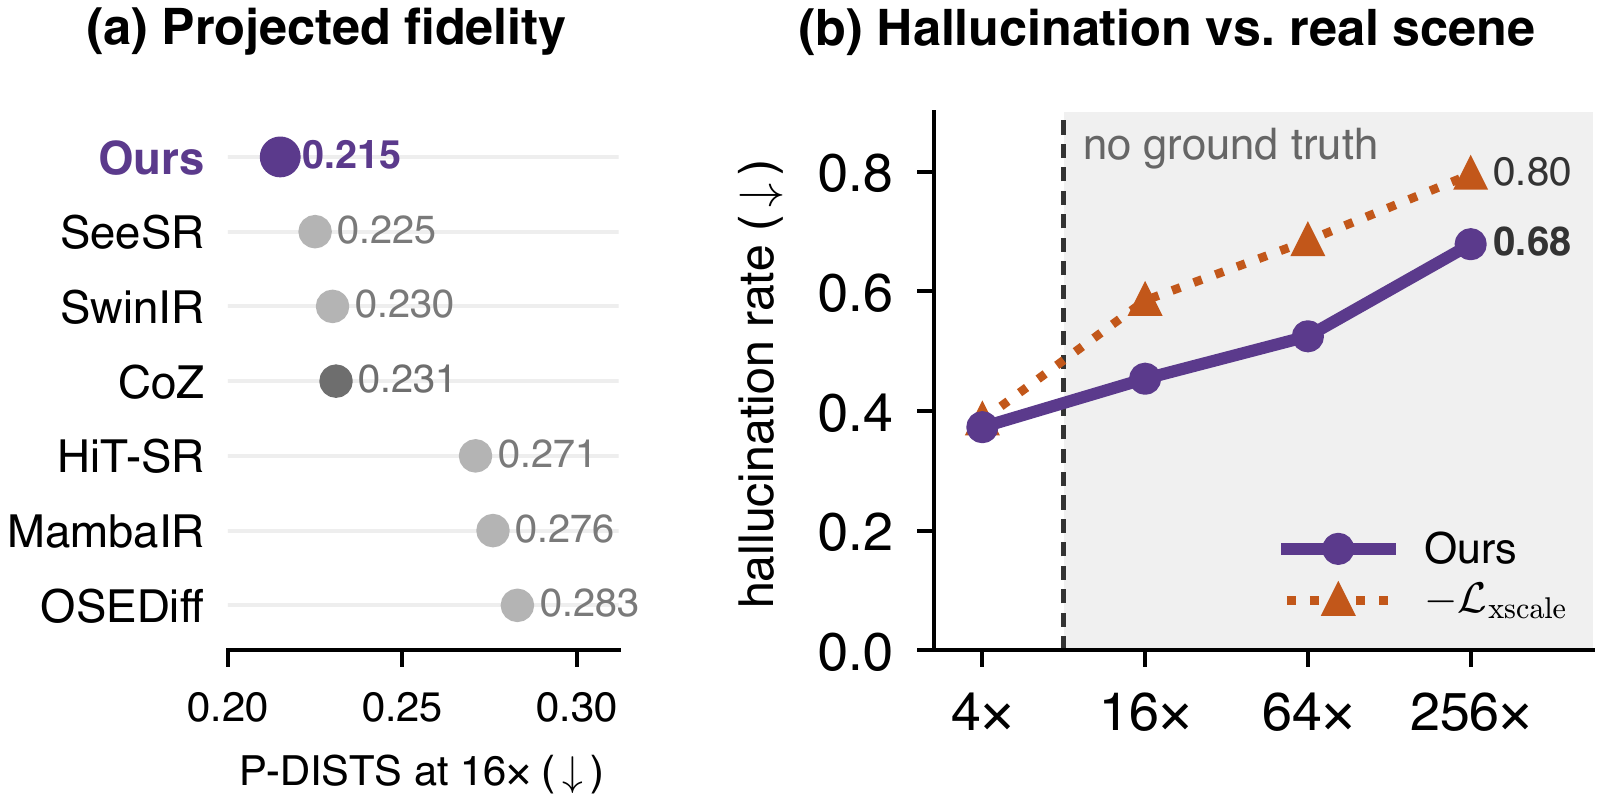 (a) Projected fidelity
Ours 0.215
SeeSR 0.225
SwinIR 0.230
CoZ 0.231
HiT-SR 0.271
MambaIR 0.276
OSEDiff 0.283
0.20 0.25 0.30
P-DISTS at 16× (↓)
(b) Hallucination vs. real scene
hallucination rate (↓)
0.8
0.6
0.4
0.2
0.0
no ground truth
0.80
0.68
Ours
−ℒxscale
4× 16× 64× 256×